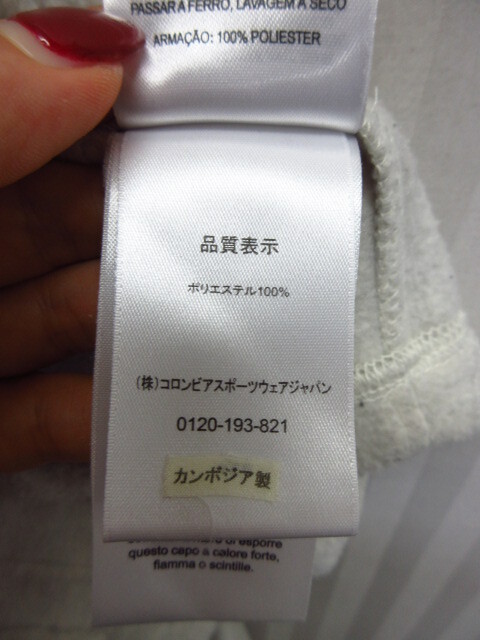 PASSAR A FERRO, LAVAGEM A SECO
ARMAÇÃO: 100% POLIESTER
品質表示
ポリエステル100%
(株)コロンビアスポーツウェアジャパン
0120-193-821
カンボジア製
di esporre
questo capo a calore forte,
fiamma o scintille.